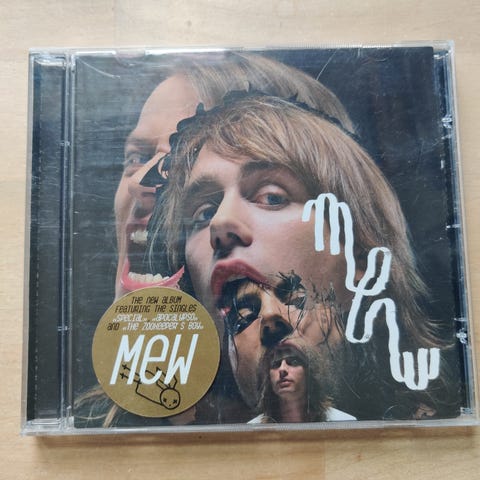 mew
THE NEW ALBUM
FEATURING THE SINGLES
»SPECIAL«, »APOCALYPSO«
AND »THE ZOOKEEPER'S BOY«
MeW